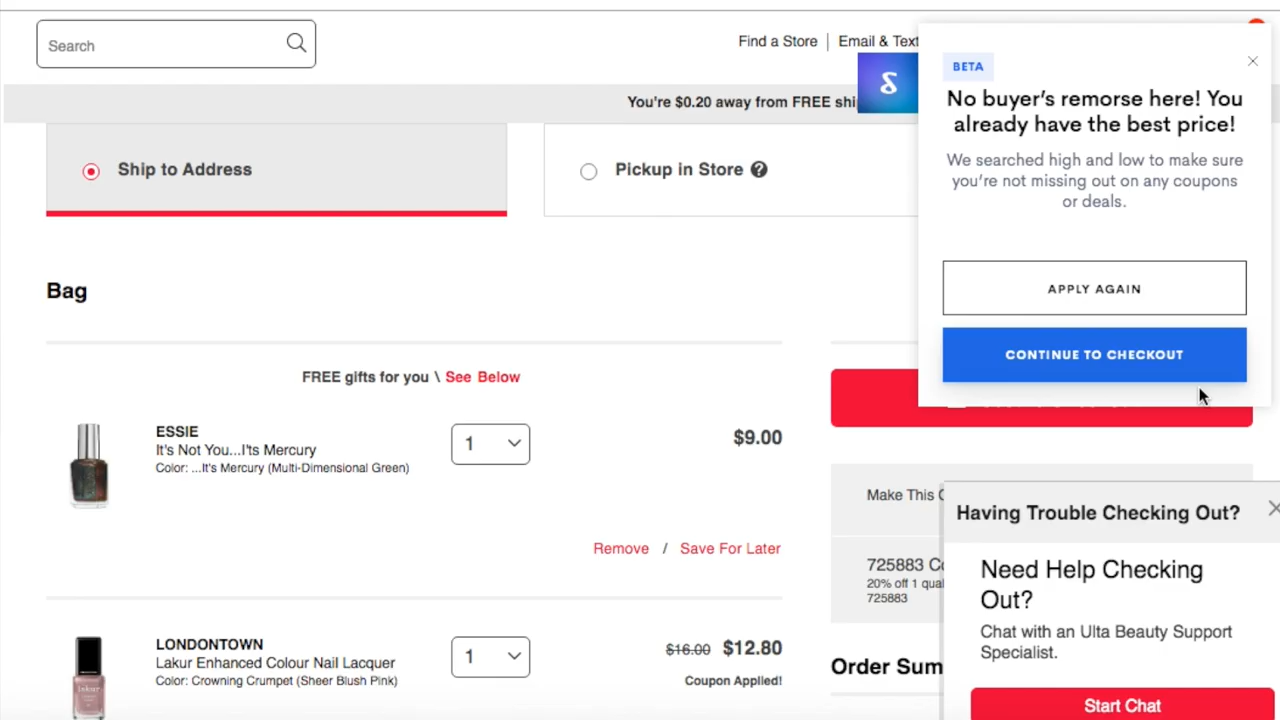 Search
Find a Store
Email & Text
You're $0.20 away from FREE
Ship to Address
Pickup in Store ?
BETA
No buyer's remorse here! You
already have the best price!
We searched high and low to make sure
you're not missing out on any coupons
or deals.
APPLY AGAIN
CONTINUE TO CHECKOUT
Bag
FREE gifts for you \ See Below
ESSIE
It's Not You...I'ts Mercury
Color: ...It's Mercury (Multi-Dimensional Green)
1
$9.00
Remove / Save For Later
LONDONTOWN
Lakur Enhanced Colour Nail Lacquer
Color: Crowning Crumpet (Sheer Blush Pink)
1
$16.00 $12.80
Coupon Applied!
lakur
Make This
725883
20% off 1
725883
Order Sum
Having Trouble Checking Out?
Need Help Checking
Out?
Chat with an Ulta Beauty Support
Specialist.
Start Chat